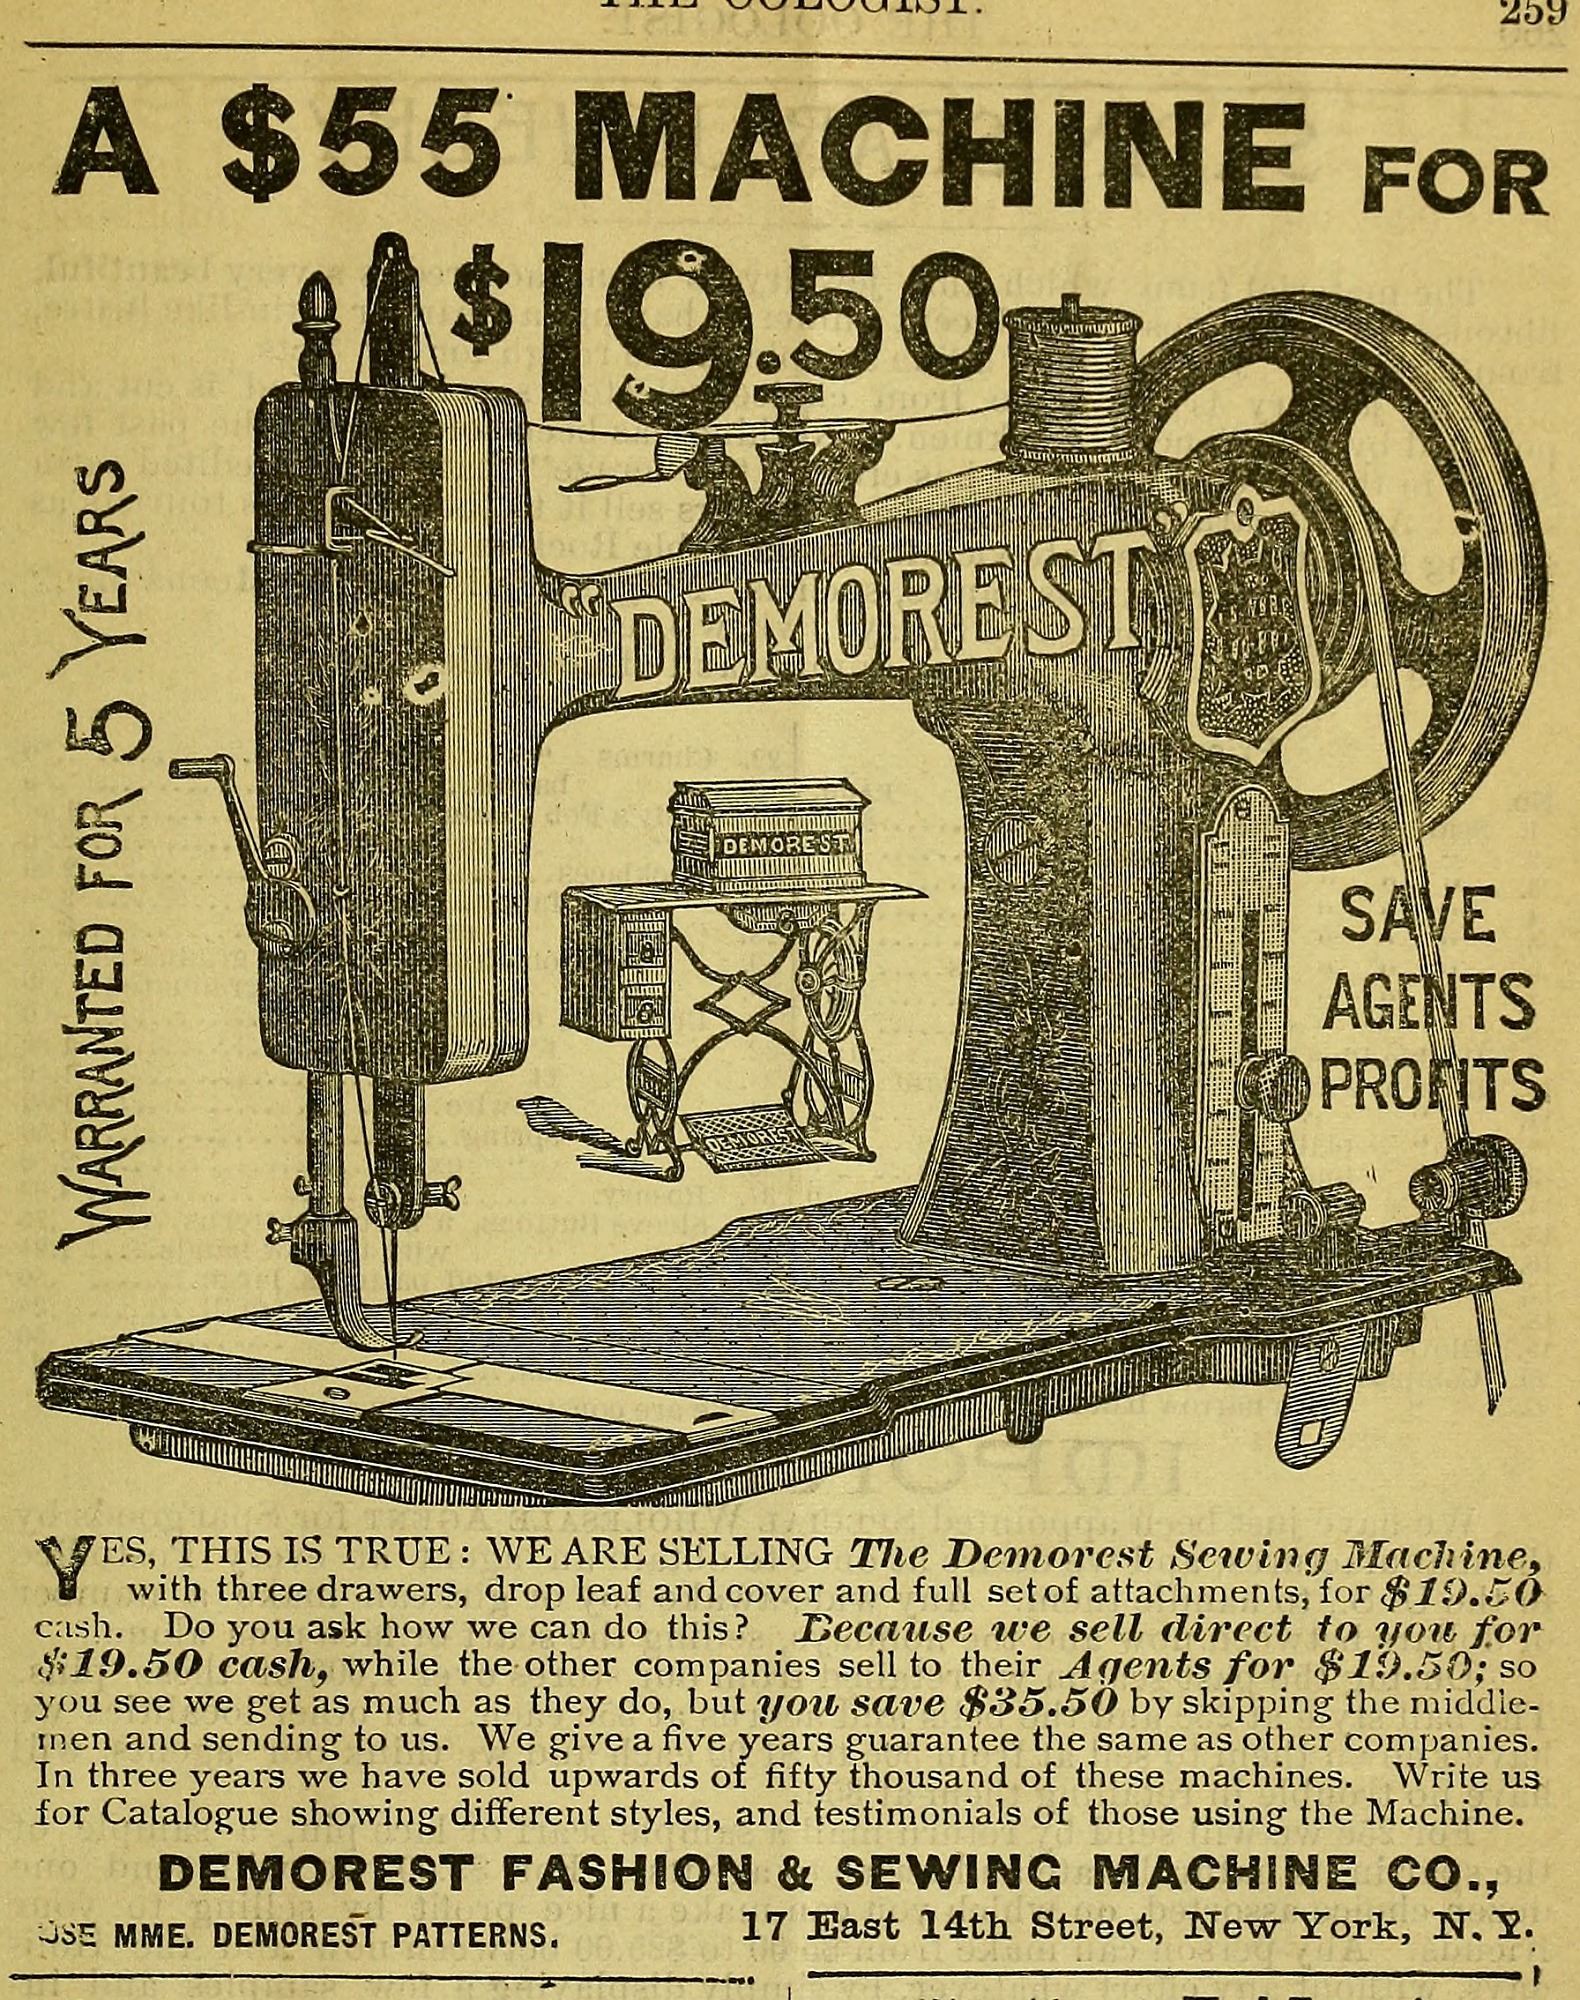 THE OOLOGIST.
259
A $55 MACHINE FOR
$19.50
WARRANTED FOR 5 YEARS
"DEMOREST"
DEMOREST
DEMOREST
SAVE
AGENTS
PROFITS
YES, THIS IS TRUE: WE ARE SELLING The Demorest Sewing Machine,
with three drawers, drop leaf and cover and full set of attachments, for $19.50
cash. Do you ask how we can do this? Because we sell direct to you for
$19.50 cash, while the other companies sell to their Agents for $19.50; so
you see we get as much as they do, but you save $35.50 by skipping the middle-
men and sending to us. We give a five years guarantee the same as other companies.
In three years we have sold upwards of fifty thousand of these machines. Write us
for Catalogue showing different styles, and testimonials of those using the Machine.
DEMOREST FASHION & SEWING MACHINE CO.,
USE MME. DEMOREST PATTERNS.
17 East 14th Street, New York, N. Y.